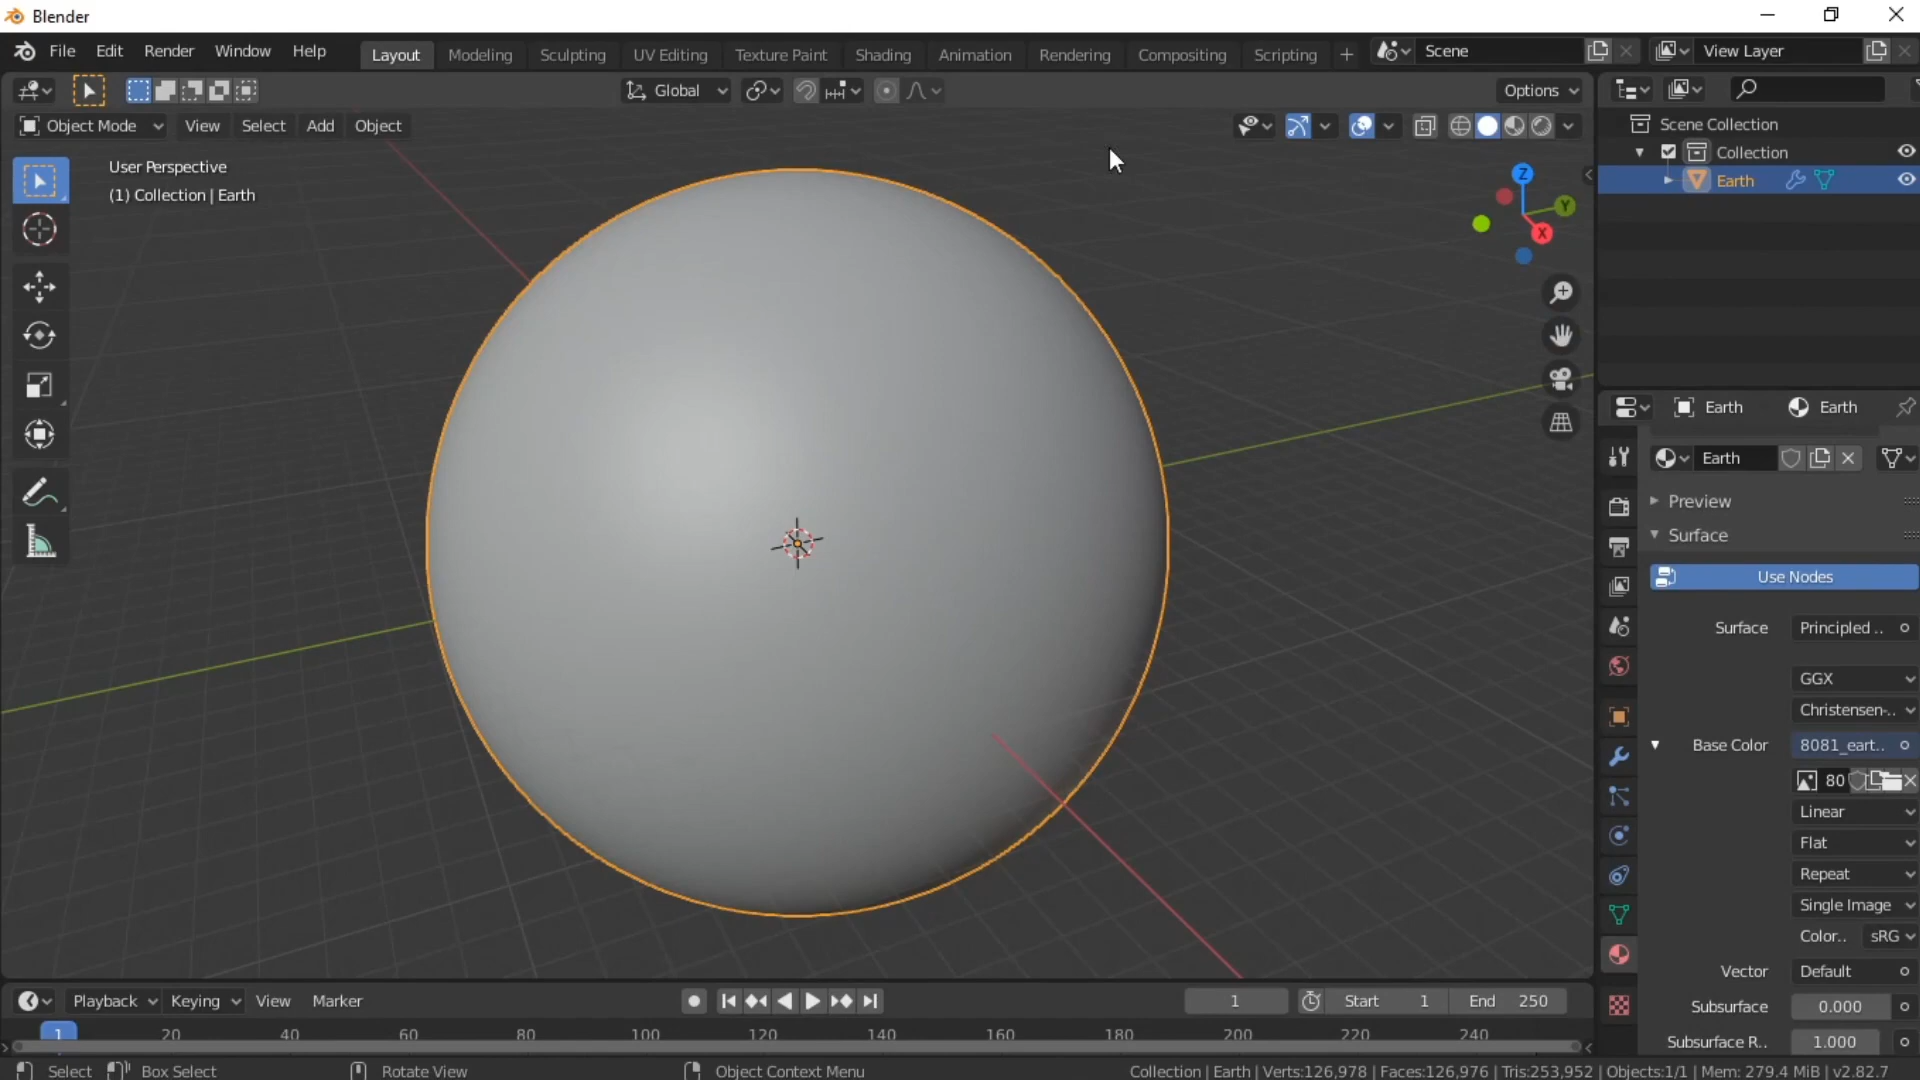 Blender
File Edit Render Window Help Layout Modeling Sculpting UV Editing Texture Paint Shading Animation Rendering Compositing Scripting + Scene View Layer
Global Options
Object Mode View Select Add Object
User Perspective
(1) Collection | Earth
Z
Y
X
Scene Collection
Collection
Earth
Earth Earth
Earth
Preview
Surface
Use Nodes
Surface Principled ..
GGX
Christensen-..
Base Color 8081_eart..
80
Linear
Flat
Repeat
Single Image
Color.. sRG
Vector Default
Subsurface 0.000
Subsurface R.. 1.000
Playback Keying View Marker 1 Start 1 End 250
1 20 40 60 80 100 120 140 160 180 200 220 240
Select Box Select Rotate View Object Context Menu Collection | Earth | Verts:126,978 | Faces:126,976 | Tris:253,952 | Objects:1/1 | Mem: 279.4 MiB | v2.82.7